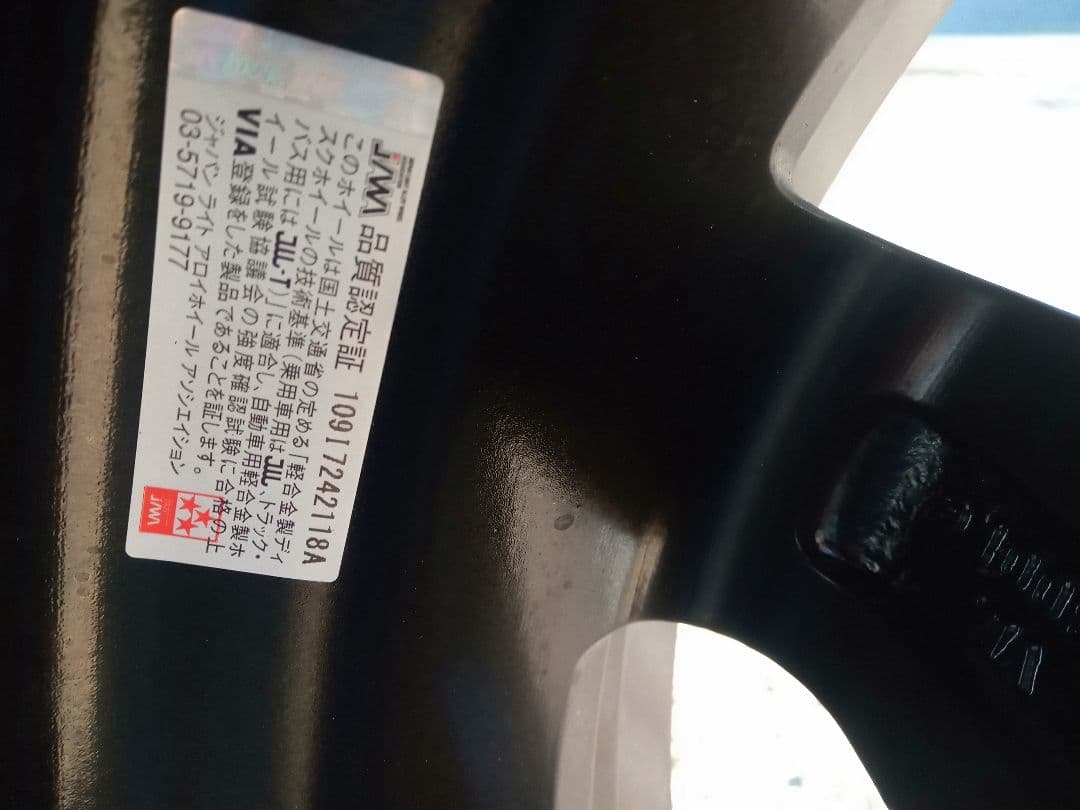 JAWA 品質認定証 10917242118A
このホイールは国土交通省の定める「軽合金製ディ
スクホイールの技術基準(乗用車用はJWL、トラック・
バス用にはJWL-T)」に適合し、自動車用軽合金製ホ
イール試験協議会の強度確認試験に合格の上
VIA登録をした製品であることを証します。
ジャパン ライト アロイホイール アソシエイション
03-5719-9177
JAWA